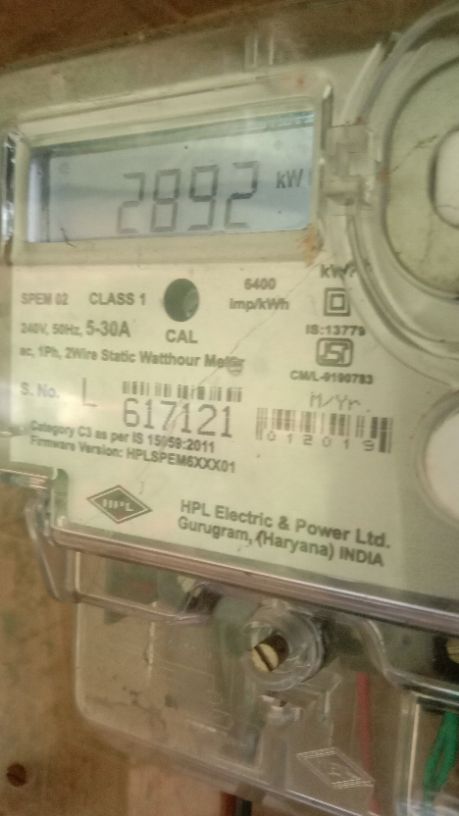 2892 kW
SPEM 02 CLASS 1
6400
imp/kWh
240V, 50Hz, 5-30A
CAL
IS:13779
ac, 1Ph, 2Wire Static Watthour Meter
CM/L-9190783
S. No. L 617121
M/Yr.
012019
Category C3 as per IS 15959:2011
Firmware Version: HPLSPEM6XXX01
HPL
HPL Electric & Power Ltd.
Gurugram, (Haryana) INDIA